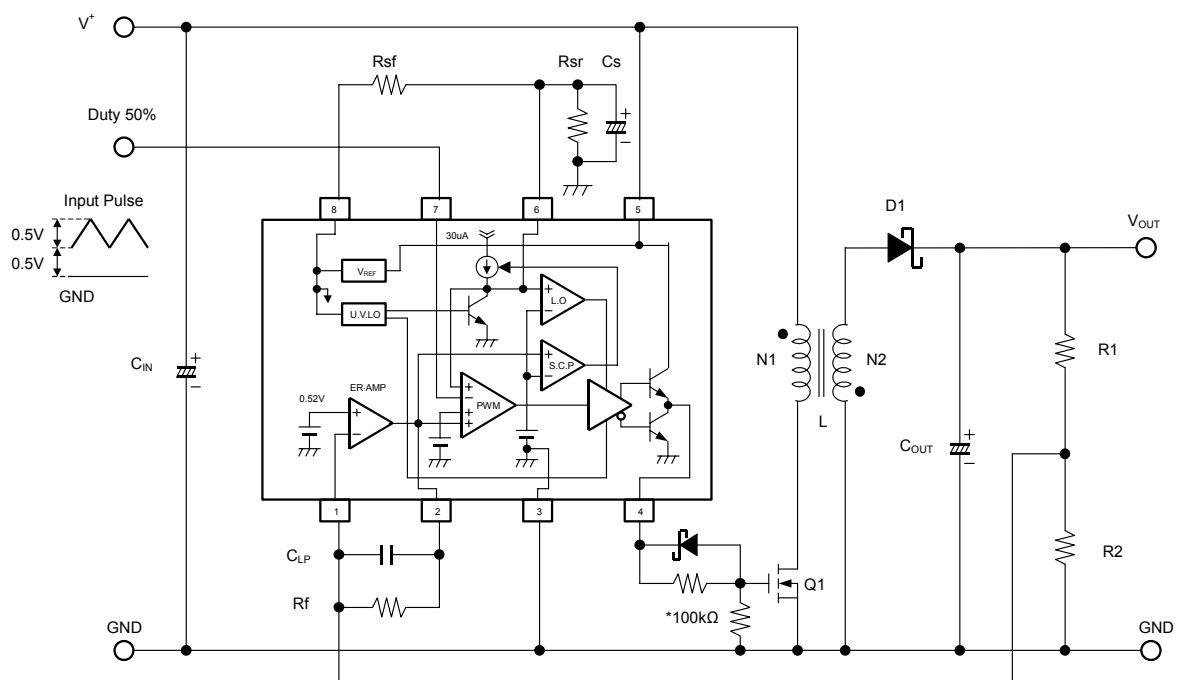 V+
Rsf
Rsr
Cs
Duty 50%
Input Pulse
0.5V
0.5V
GND
8
7
6
5
30uA
VREF
U.V.LO
L.O
+
−
S.C.P
+
−
ER·AMP
0.52V
+
−
PWM
+
−
+
+
CIN
+
−
+
−
D1
VOUT
N1
N2
L
R1
COUT
+
−
R2
1
2
3
4
CLP
Rf
*100kΩ
Q1
GND
GND